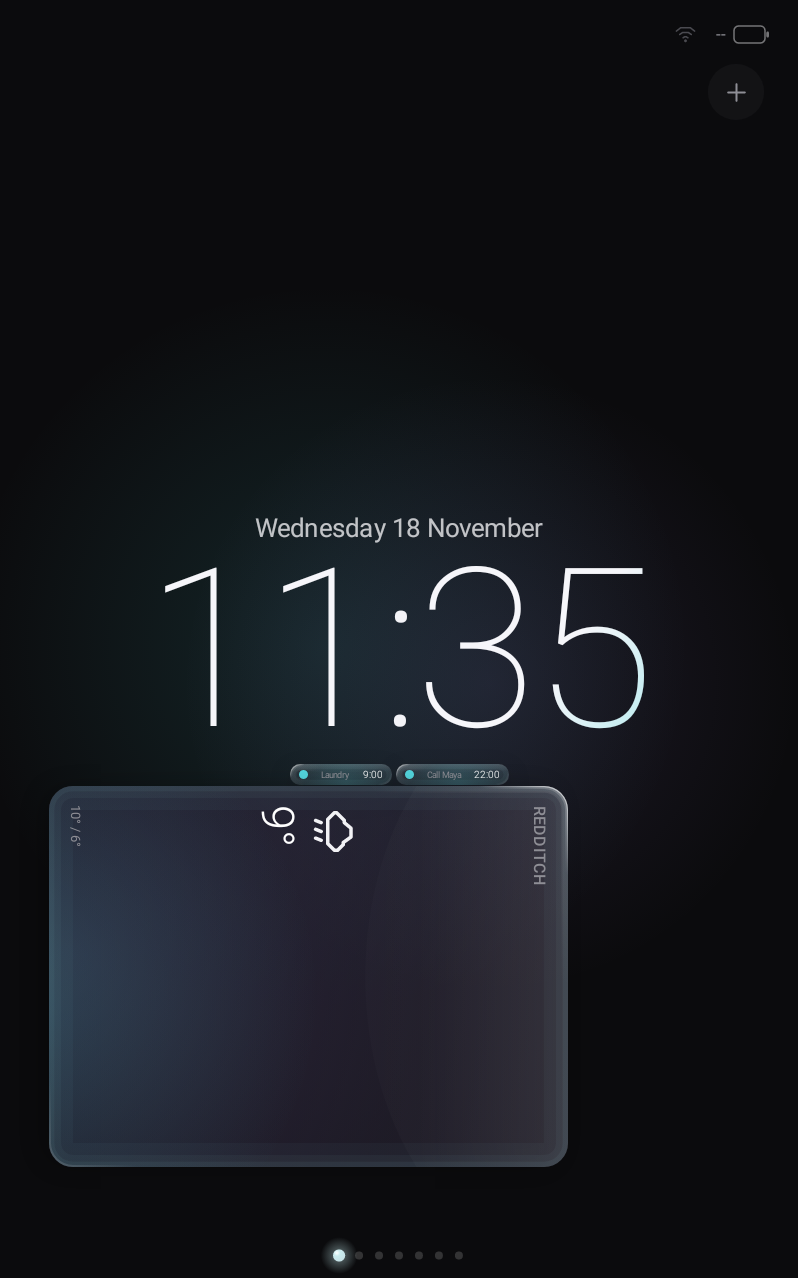 --
Wednesday 18 November
11:35
Laundry 9:00
Call Maya 22:00
REDDITCH
9°
10° / 6°